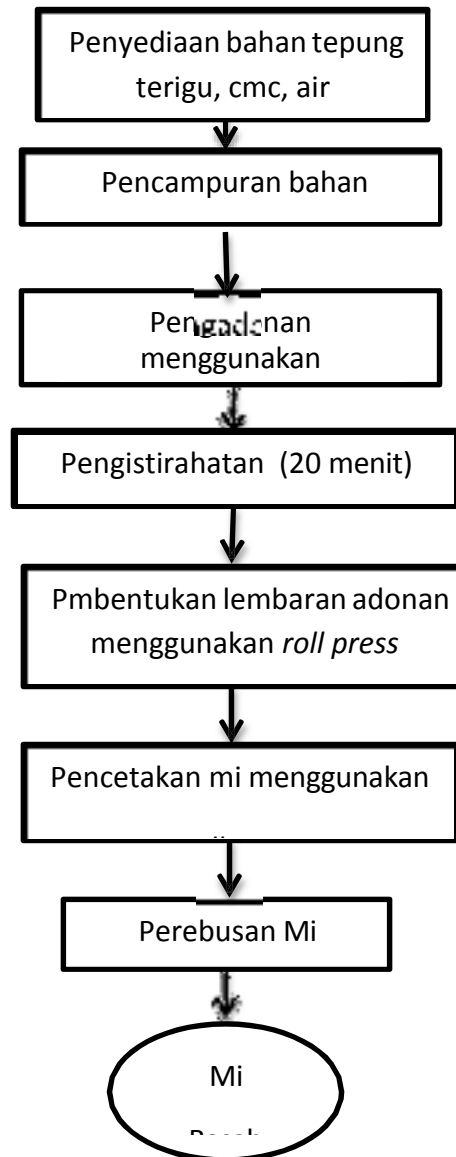 Penyediaan bahan tepung
terigu, cmc, air
Pencampuran bahan
Pengadonan
menggunakan
Pengistirahatan (20 menit)
Pmbentukan lembaran adonan
menggunakan roll press
Pencetakan mi menggunakan
Perebusan Mi
Mi